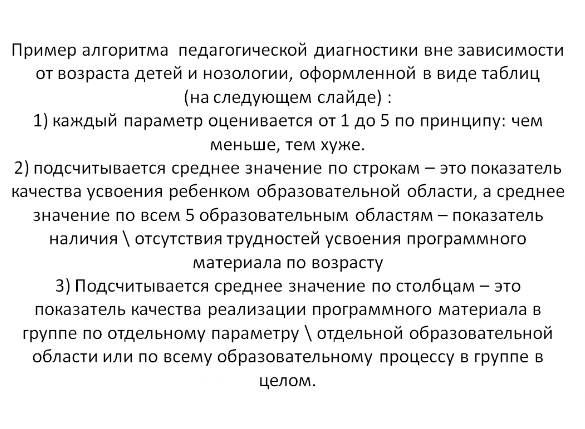 Пример алгоритма  педагогической диагностики вне зависимости
от возраста детей и нозологии, оформленной в виде таблиц
(на следующем слайде) :
1) каждый параметр оценивается от 1 до 5 по принципу: чем
меньше, тем хуже.
2) подсчитывается среднее значение по строкам – это показатель
качества усвоения ребенком образовательной области, а среднее
значение по всем 5 образовательным областям – показатель
наличия \ отсутствия трудностей усвоения программного
материала по возрасту
3) Подсчитывается среднее значение по столбцам – это
показатель качества реализации программного материала в
группе по отдельному параметру \ отдельной образовательной
области или по всему образовательному процессу в группе в
целом.